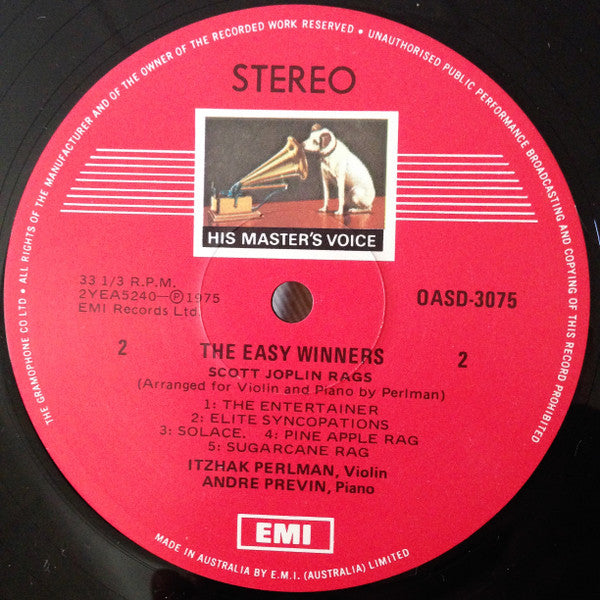 THE GRAMOPHONE CO LTD • ALL RIGHTS OF THE MANUFACTURER AND OF THE OWNER OF THE RECORDED WORK RESERVED • UNAUTHORISED PUBLIC PERFORMANCE BROADCASTING AND COPYING OF THIS RECORD PROHIBITED
STEREO
HIS MASTER'S VOICE
33 1/3 R.P.M.
2YEA5240—Ⓟ1975
EMI Records Ltd
OASD-3075
2 THE EASY WINNERS 2
SCOTT JOPLIN RAGS
(Arranged for Violin and Piano by Perlman)
1: THE ENTERTAINER
2: ELITE SYNCOPATIONS
3: SOLACE. 4: PINE APPLE RAG
5: SUGARCANE RAG
ITZHAK PERLMAN, Violin
ANDRE PREVIN, Piano
EMI
MADE IN AUSTRALIA BY E.M.I. (AUSTRALIA) LIMITED